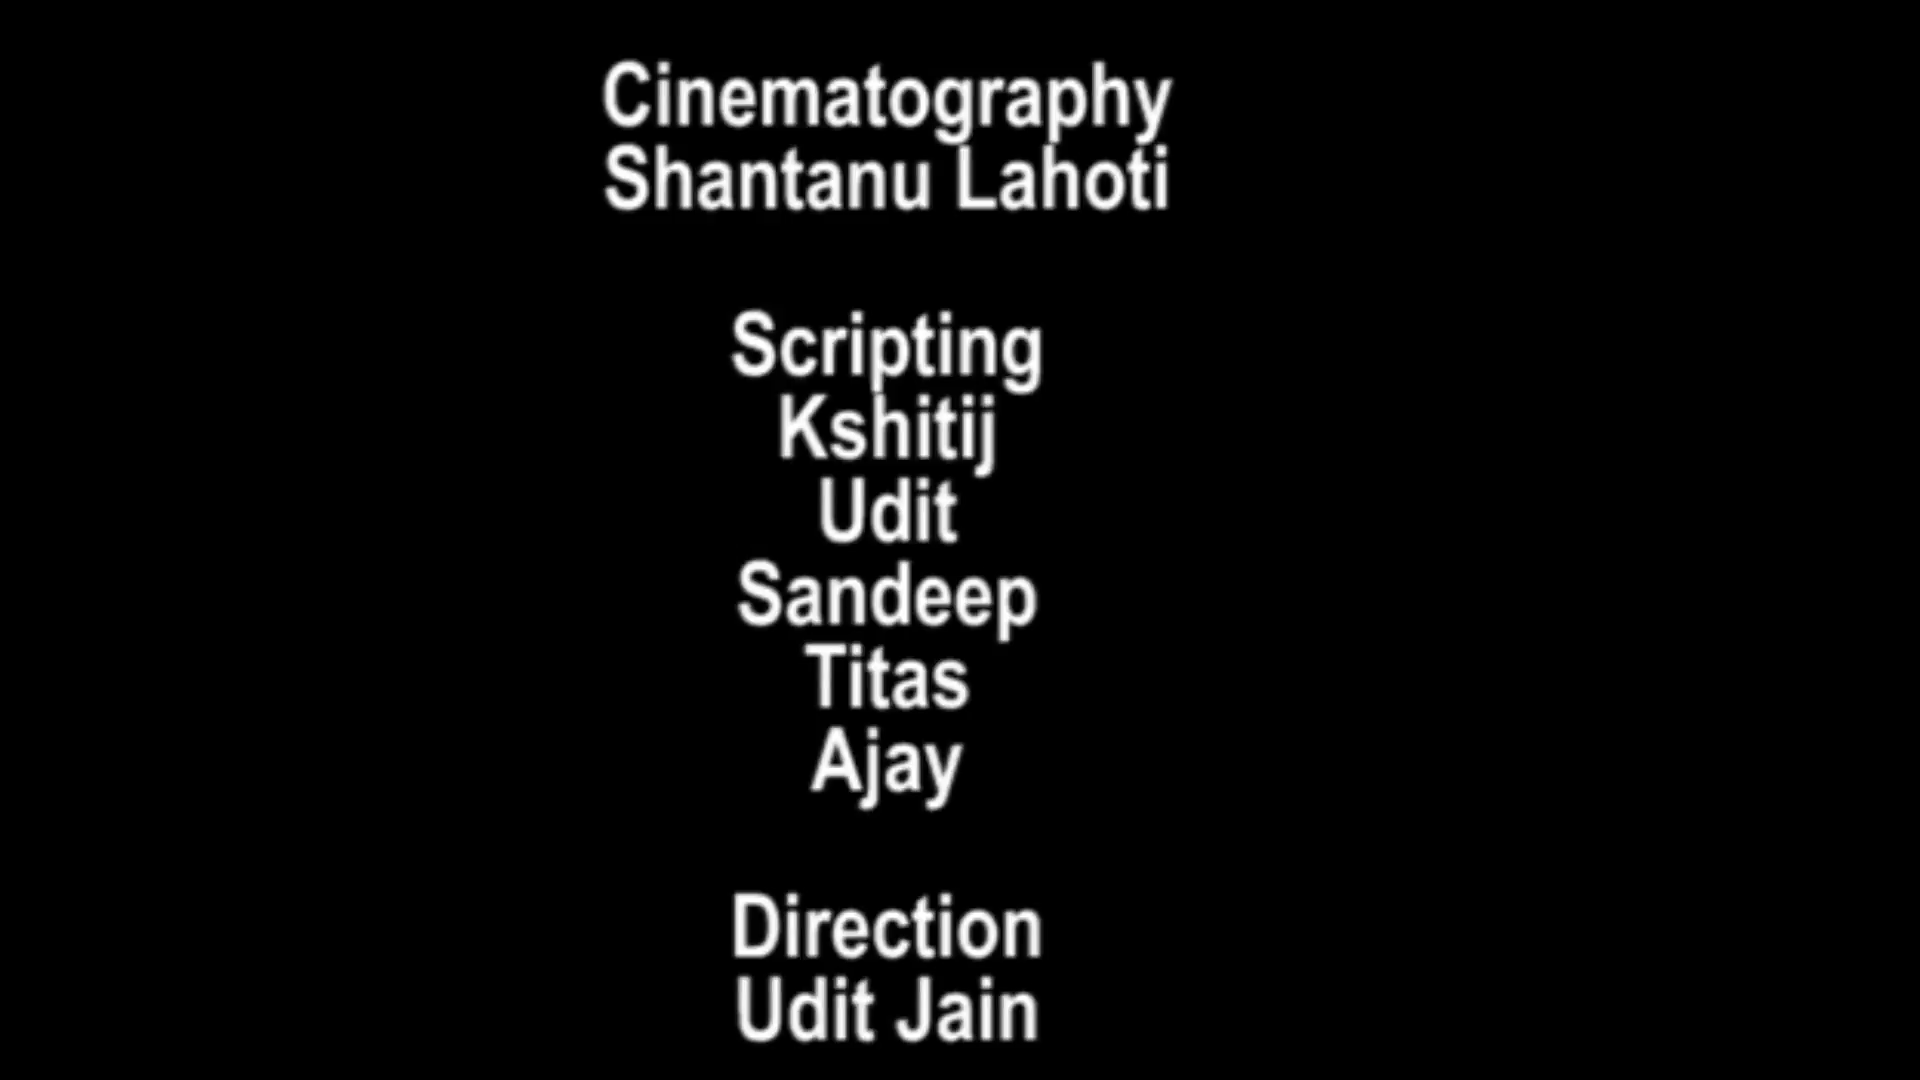 Cinematography
Shantanu Lahoti
Scripting
Kshitij
Udit
Sandeep
Titas
Ajay
Direction
Udit Jain